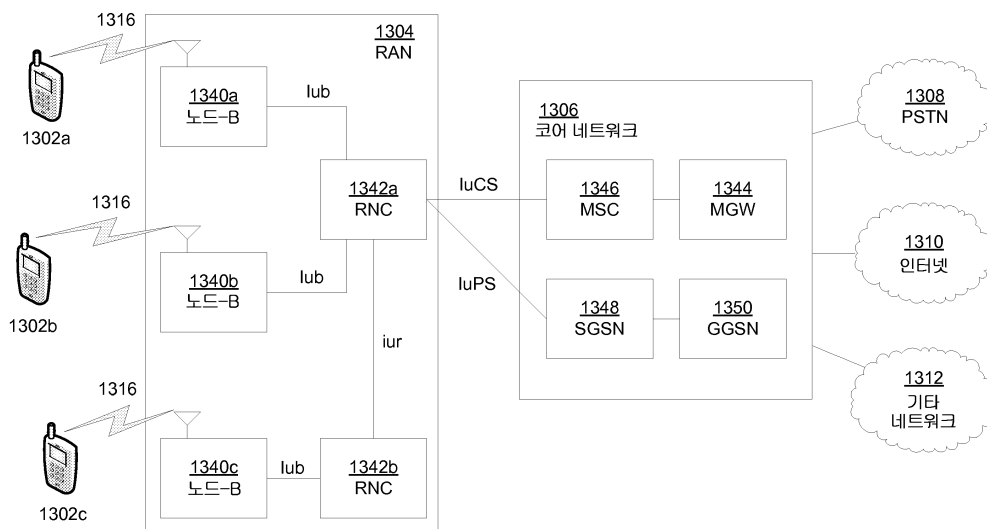 1316
1304
RAN
1302a
1340a
노드-B
Iub
1342a
RNC
1316
1302b
1340b
노드-B
Iub
iur
1316
1302c
1340c
노드-B
Iub
1342b
RNC
IuCS
IuPS
1306
코어 네트워크
1346
MSC
1344
MGW
1348
SGSN
1350
GGSN
1308
PSTN
1310
인터넷
1312
기타
네트워크